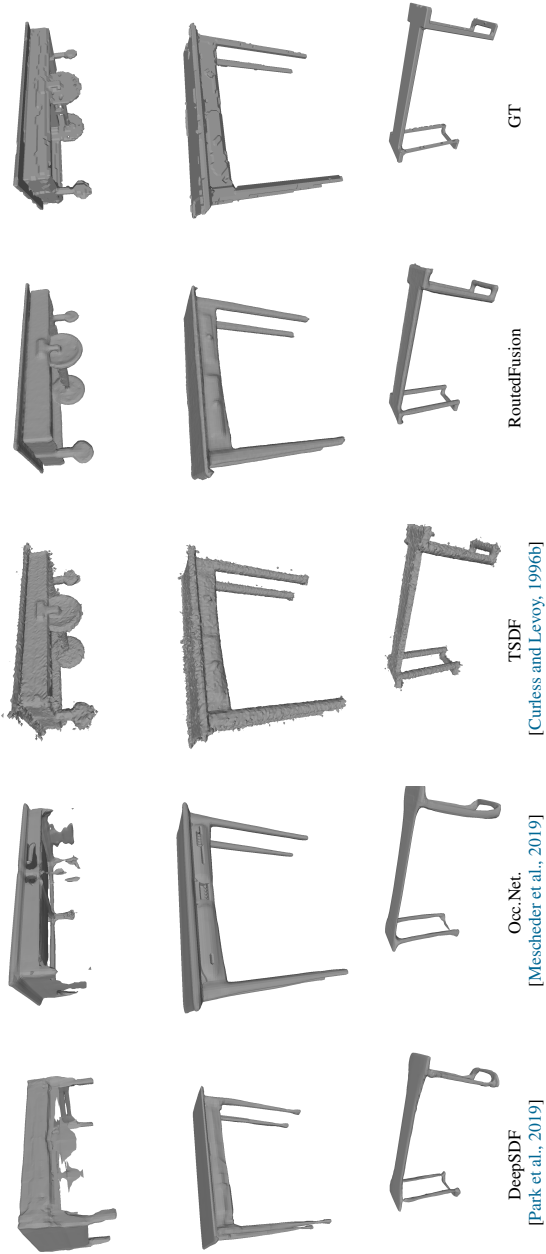 DeepSDF
[Park et al., 2019]
Occ.Net.
[Mescheder et al., 2019]
TSDF
[Curless and Levoy, 1996b]
RoutedFusion
GT